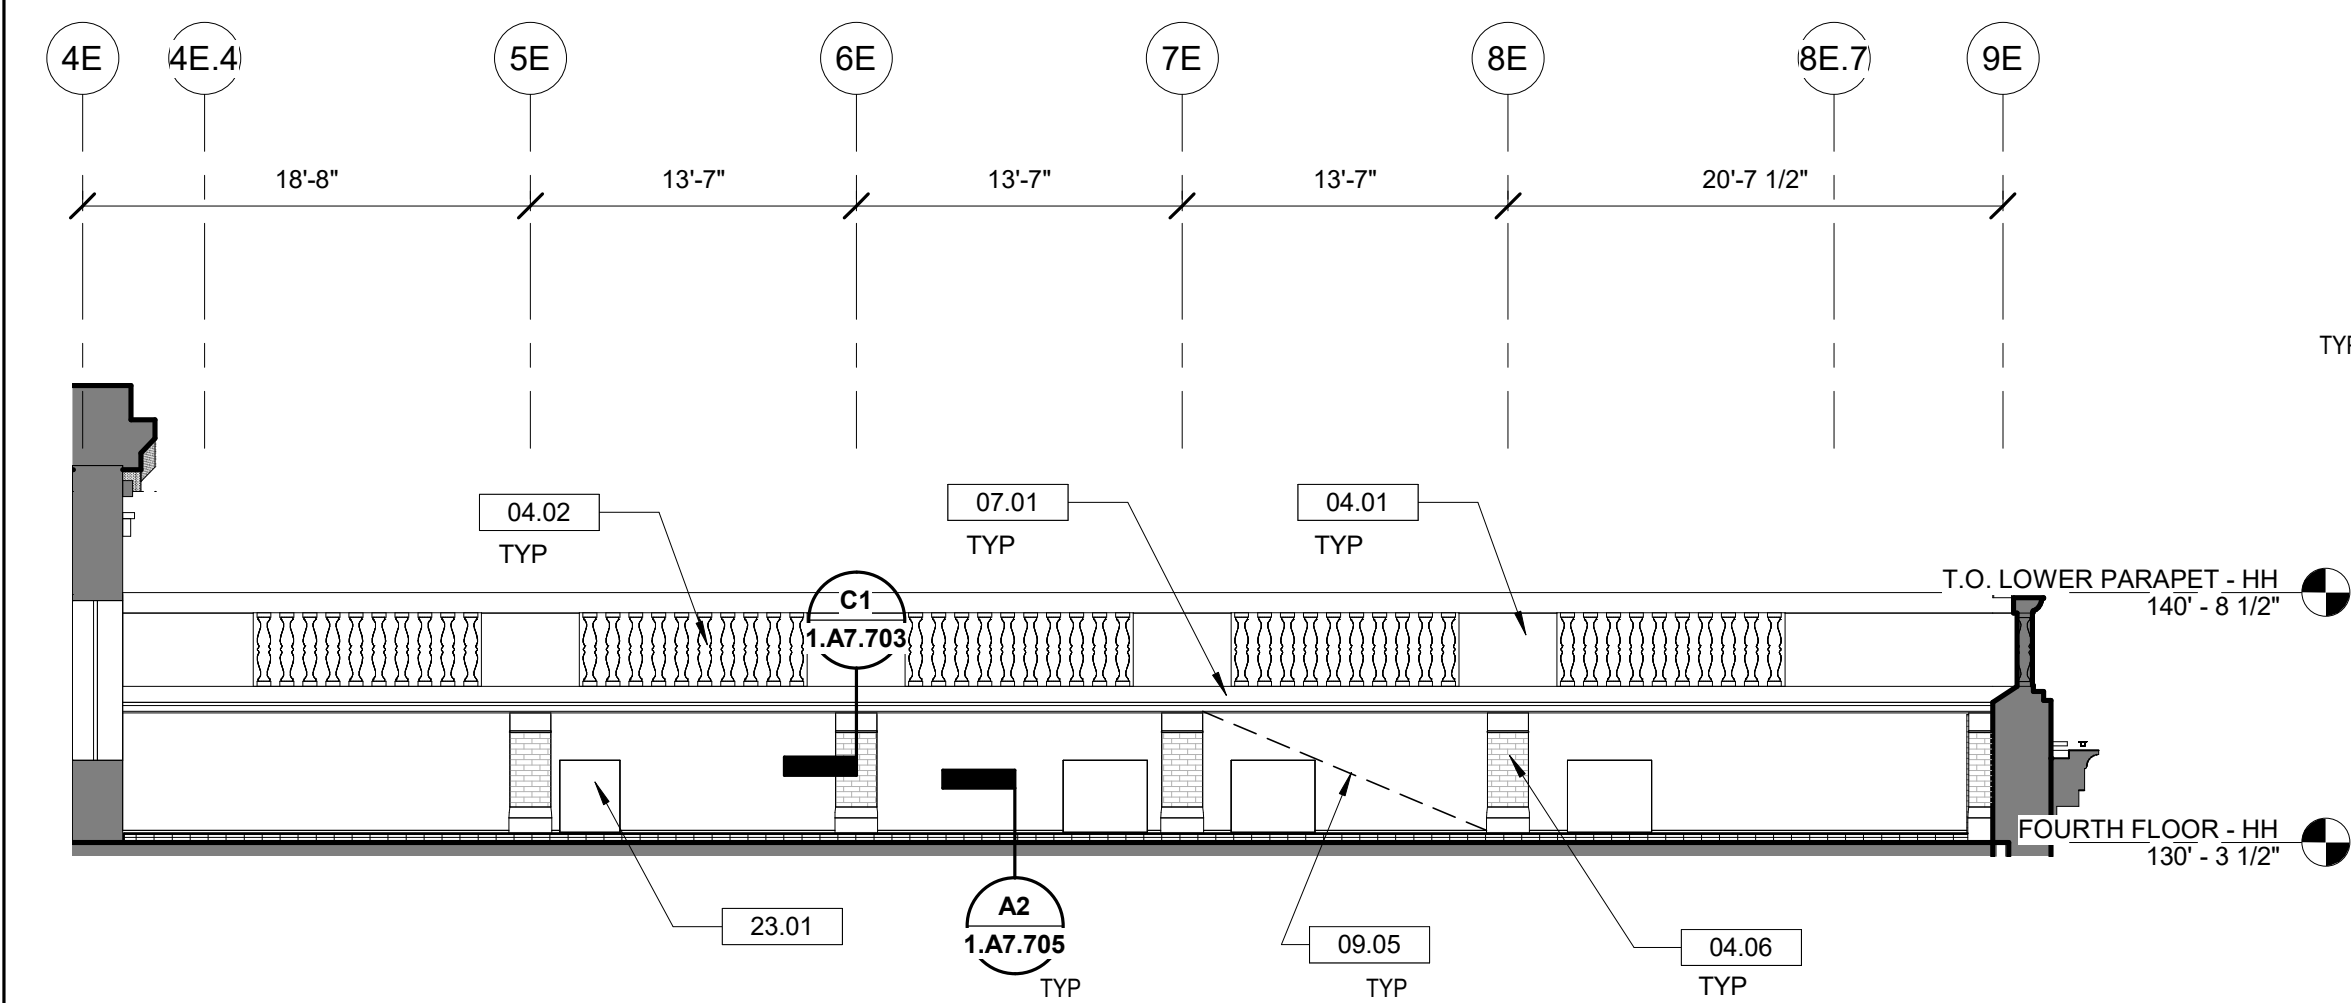 4E 4E.4 5E 6E 7E 8E 8E.7 9E
18'-8" 13'-7" 13'-7" 13'-7" 20'-7 1/2"
TYP
04.02
TYP
07.01
TYP
04.01
TYP
T.O. LOWER PARAPET - HH
140' - 8 1/2"
C1
1.A7.703
FOURTH FLOOR - HH
130' - 3 1/2"
23.01
A2
1.A7.705
TYP
09.05
TYP
04.06
TYP